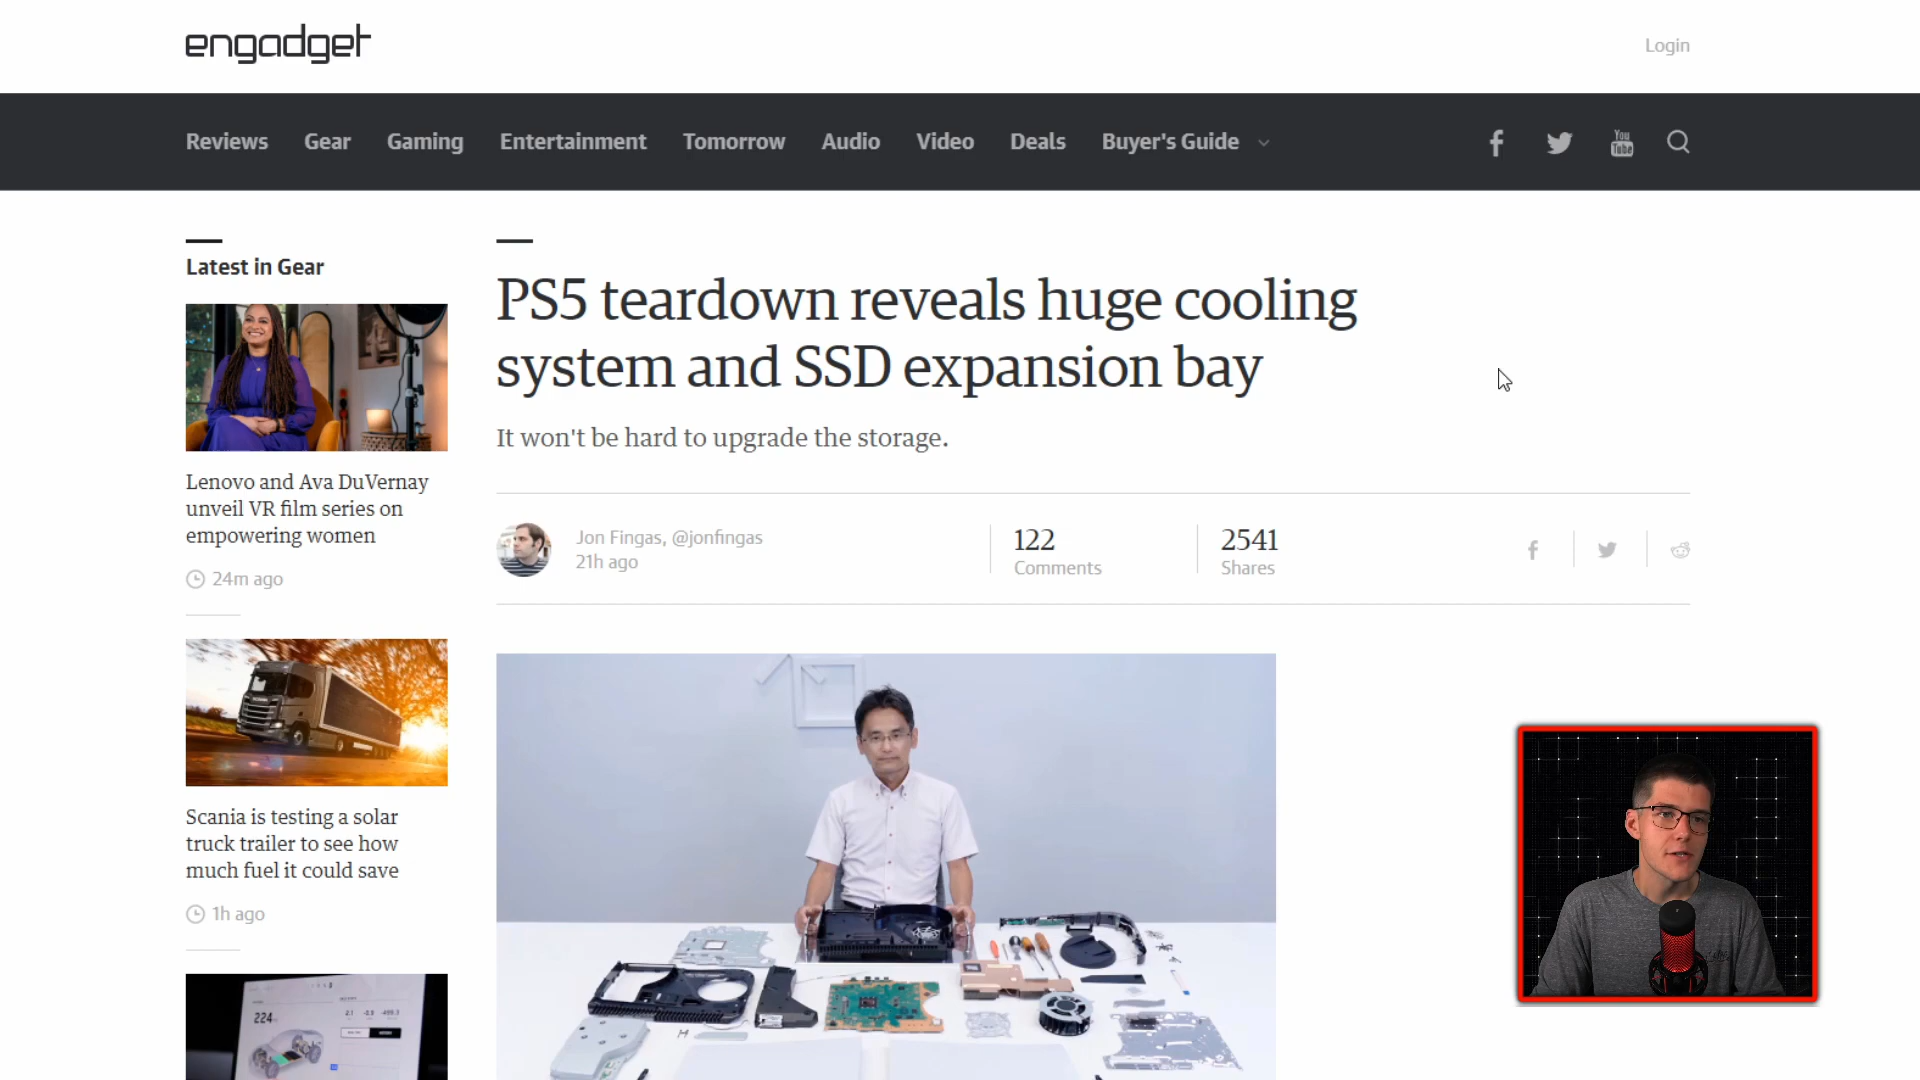 engadget
Login
Reviews Gear Gaming Entertainment Tomorrow Audio Video Deals Buyer's Guide
You
Tube
Latest in Gear
PS5 teardown reveals huge cooling
system and SSD expansion bay
It won't be hard to upgrade the storage.
Jon Fingas, @jonfingas
21h ago
122
Comments
2541
Shares
Lenovo and Ava DuVernay
unveil VR film series on
empowering women
24m ago
Scania is testing a solar
truck trailer to see how
much fuel it could save
1h ago
224